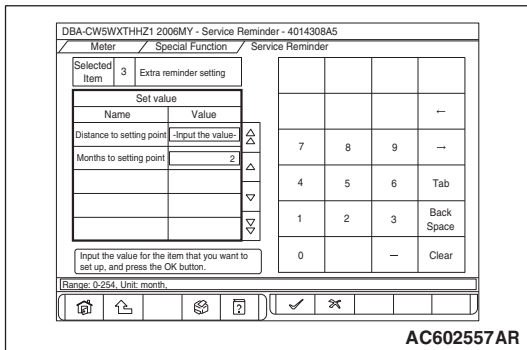 DBA-CW5WXTHHZ1 2006MY - Service Reminder - 4014308A5
Meter / Special Function / Service Reminder
Selected Item 3 Extra reminder setting
Set value
Name Value
Distance to setting point -Input the value-
Months to setting point 2
←
7 8 9 →
4 5 6 Tab
1 2 3 Back Space
0 – Clear
Input the value for the item that you want to
set up, and press the OK button.
Range: 0-254, Unit: month,
?
AC602557AR